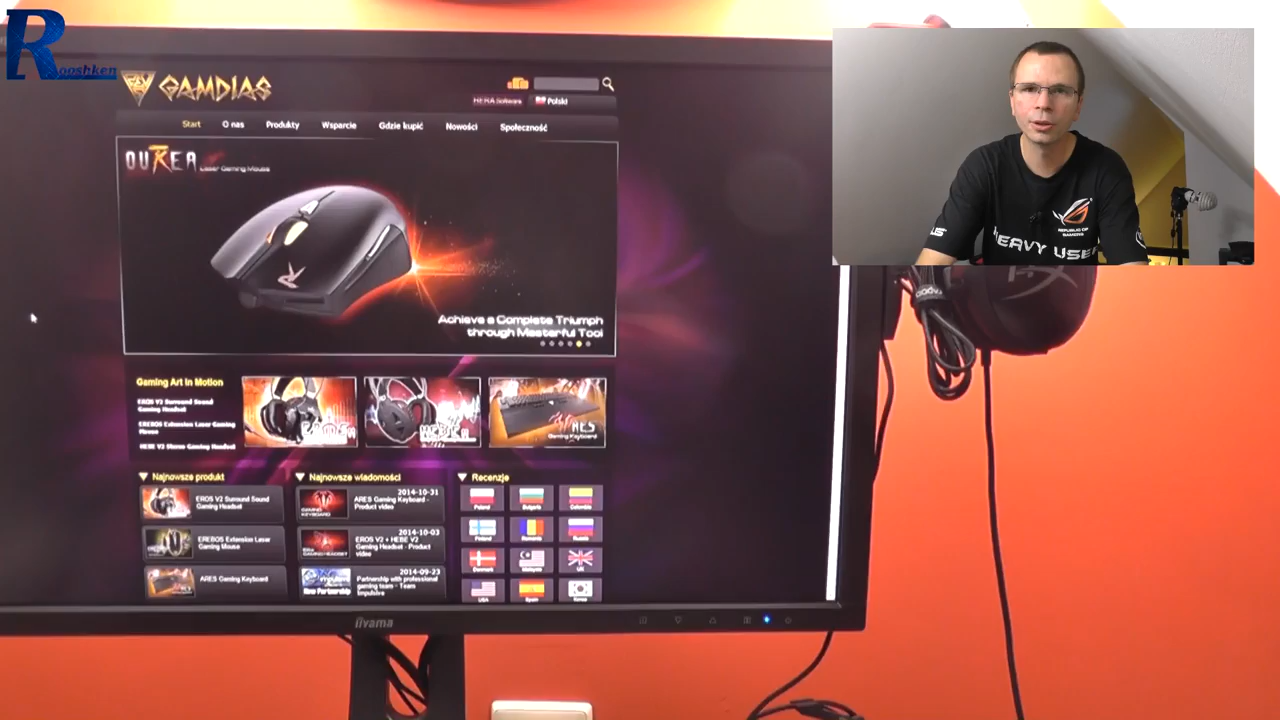 Rooshken
GAMDIAS
HERA Software
Polski
Start O nas Produkty Wsparcie Gdzie kupić Nowości Społeczność
OUREA Laser Gaming Mouse
Achieve a Complete Triumph
through Masterful Tool
Gaming Art in Motion
EROS V2 Surround Sound
Gaming Headset
EREBOS Extension Laser Gaming
Mouse
HEBE V2 Stereo Gaming Headset
ARES
Gaming Keyboard
Najnowsze produkt
EROS V2 Surround Sound
Gaming Headset
EREBOS Extension Laser
Gaming Mouse
ARES Gaming Keyboard
Najnowsze wiadomości
2014-10-31
ARES Gaming Keyboard -
Product video
GAMING
KEYBOARD
2014-10-03
EROS V2 + HEBE V2
Gaming Headset - Product
video
2014-09-23
Partnership with professional
gaming team - Team
Impulsive
New Partnership
Recenzje
Poland Bulgaria Colombia
Finland Romania Russia
Denmark Malaysia UK
USA Spain Korea
iiyama
REPUBLIC OF
GAMERS
HEAVY USE